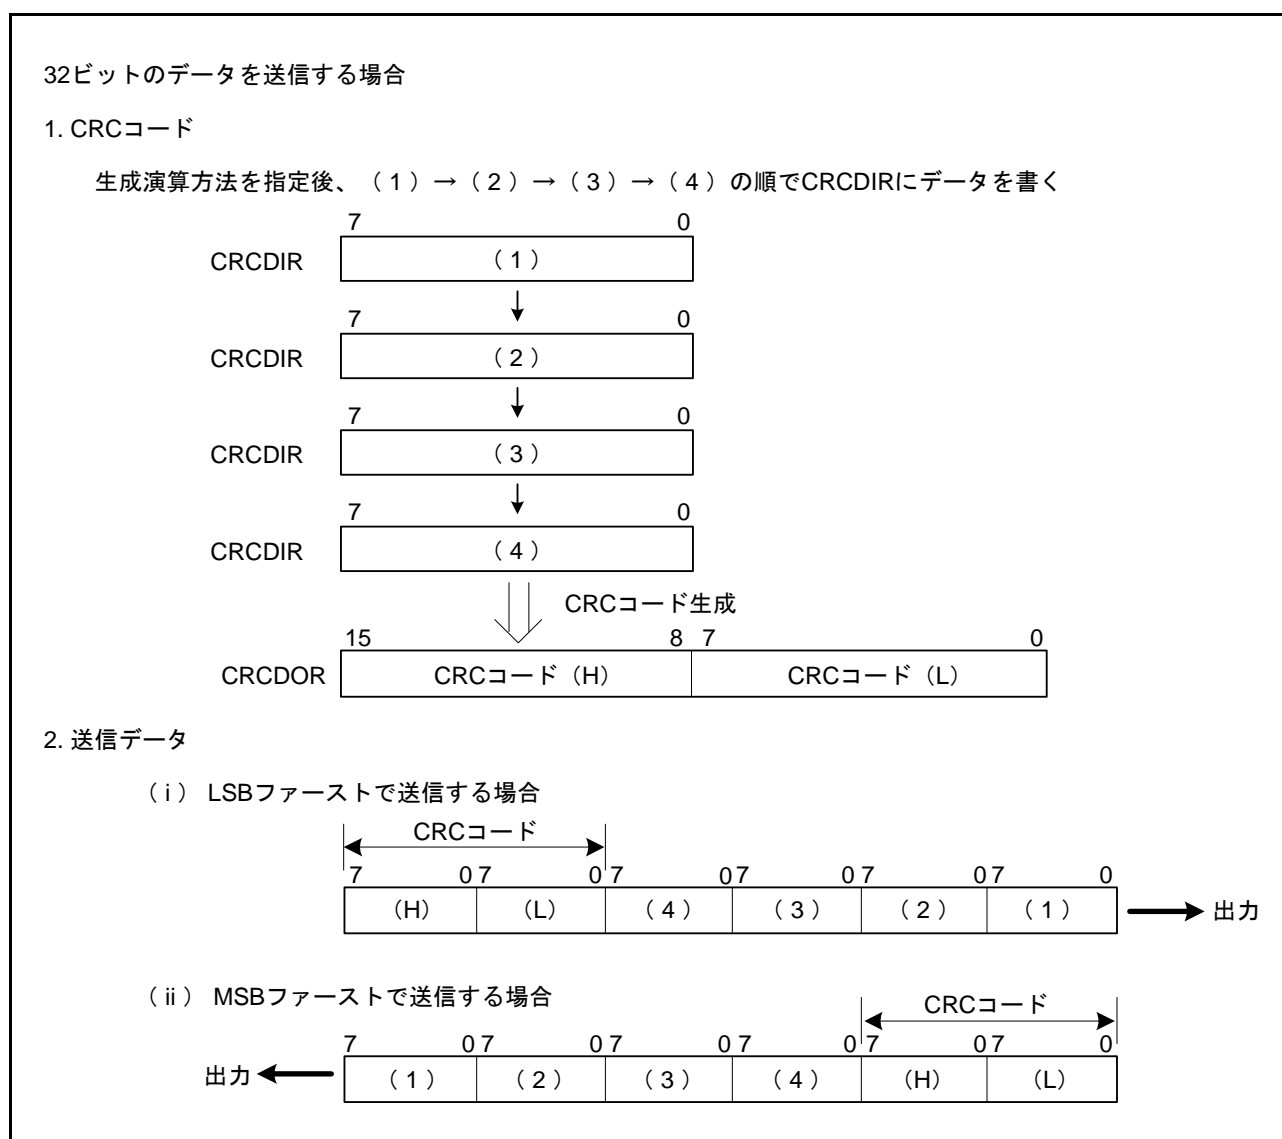 32ビットのデータを送信する場合
1. CRCコード
生成演算方法を指定後、（1）→（2）→（3）→（4）の順でCRCDIRにデータを書く
7 0
CRCDIR （1）
7 0
CRCDIR （2）
7 0
CRCDIR （3）
7 0
CRCDIR （4）
CRCコード生成
15 8 7 0
CRCDOR CRCコード（H） CRCコード（L）
2. 送信データ
（i） LSBファーストで送信する場合
CRCコード
7 0 7 0 7 0 7 0 7 0 7 0
（H） （L） （4） （3） （2） （1） 出力
（ii） MSBファーストで送信する場合
CRCコード
7 0 7 0 7 0 7 0 7 0 7 0
出力 （1） （2） （3） （4） （H） （L）